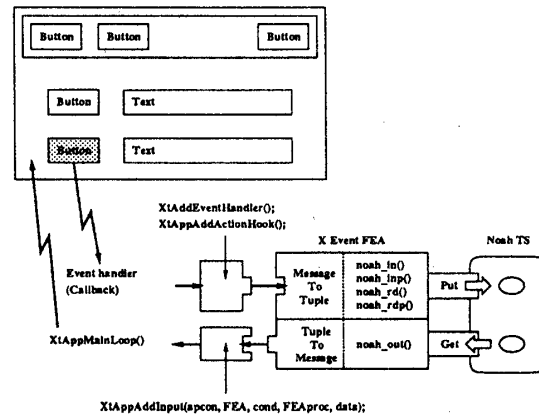 Button
Button
Button
Button
Text
Button
Text
XtAddEventHandler();
XtAppAddActionHook();
X Event FEA
Noah TS
Event handler
(Callback)
Message
To
Tuple
noah_in()
noah_inp()
noah_rd()
noah_rdp()
Put
XtAppMainLoop()
Tuple
To
Message
noah_out()
Get
XtAppAddInput(apcon, FEA, cond, FEAproc, data);